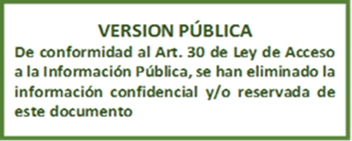 VERSION PÚBLICA
De conformidad al Art. 30 de Ley de Acceso
a la Información Pública, se han eliminado la
información confidencial y/o reservada de
este documento